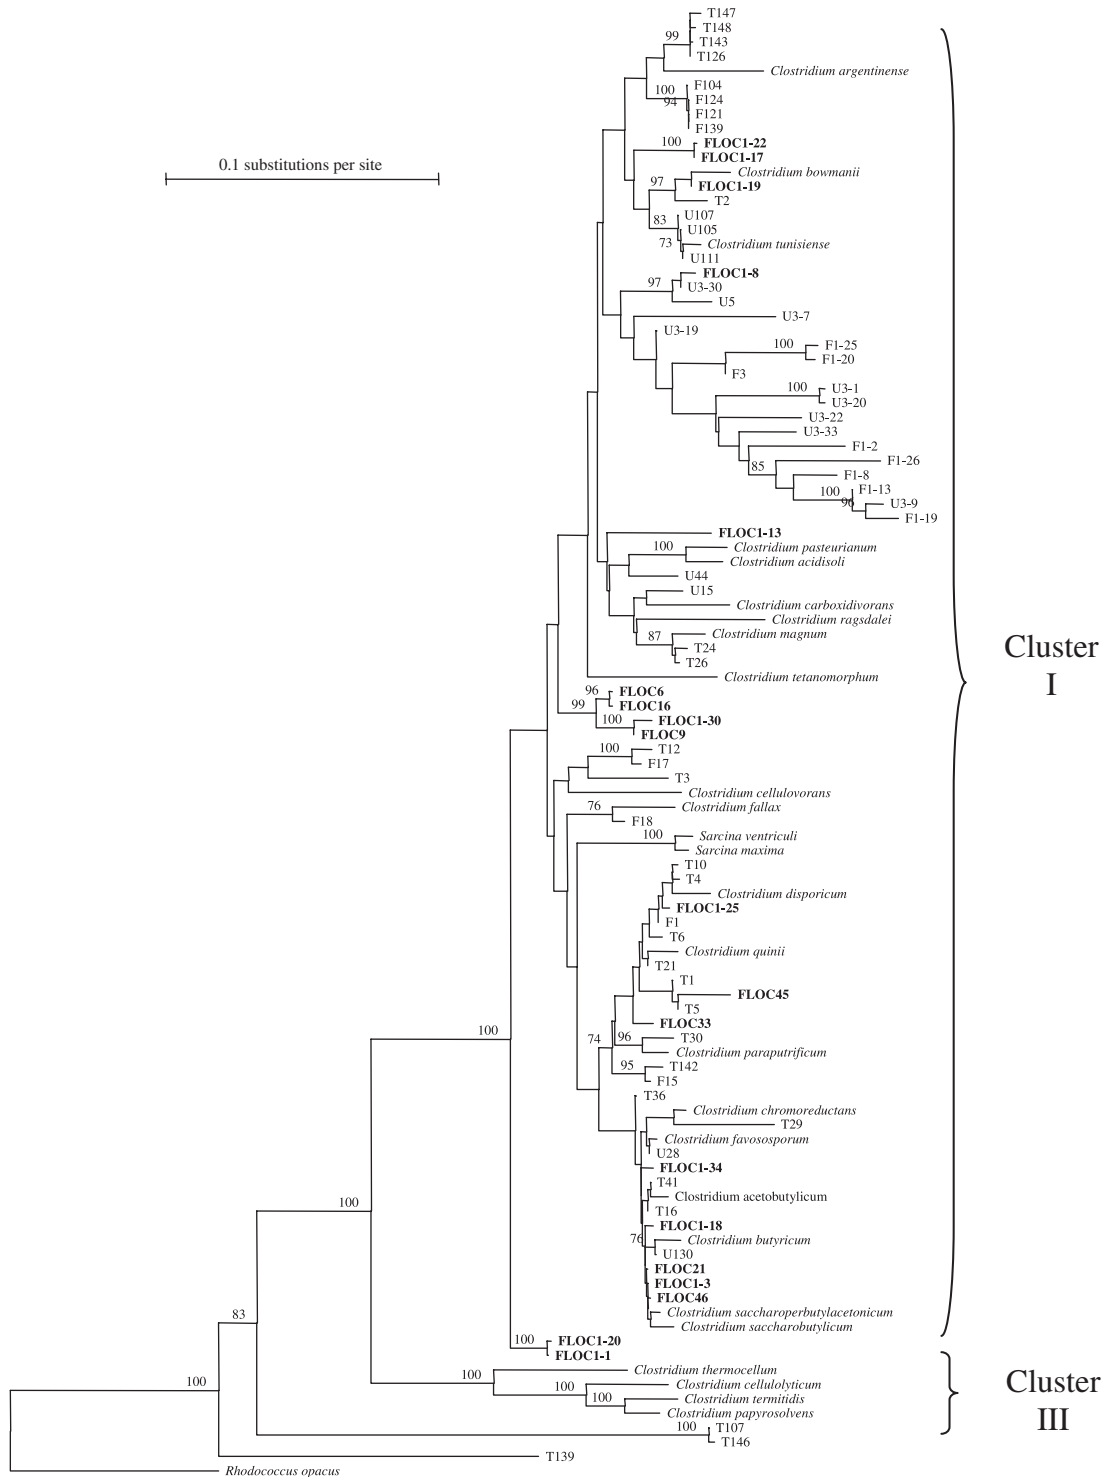 T147
T148
99
T143
T126
Clostridium argentinense
100
F104
94
F124
F121
F139
100
FLOC1-22
FLOC1-17
0.1 substitutions per site
Clostridium bowmanii
97
FLOC1-19
T2
83
U107
U105
73
Clostridium tunisiense
U111
FLOC1-8
97
U3-30
U5
U3-7
U3-19
100
F1-25
F1-20
F3
100
U3-1
U3-20
U3-22
U3-33
F1-2
85
F1-26
F1-8
100
F1-13
96
U3-9
F1-19
FLOC1-13
100
Clostridium pasteurianum
Clostridium acidisoli
U44
U15
Clostridium carboxidivorans
Clostridium ragsdalei
87
Clostridium magnum
T24
T26
Cluster
I
Clostridium tetanomorphum
96
FLOC6
99
FLOC16
100
FLOC1-30
FLOC9
100
T12
F17
T3
Clostridium cellulovorans
76
Clostridium fallax
F18
100
Sarcina ventriculi
Sarcina maxima
T10
T4
Clostridium disporicum
FLOC1-25
F1
T6
Clostridium quinii
T21
T1
FLOC45
T5
FLOC33
100
74
96
T30
Clostridium paraputrificum
95
T142
F15
T36
Clostridium chromoreductans
T29
Clostridium favososporum
U28
FLOC1-34
T41
Clostridium acetobutylicum
100
T16
FLOC1-18
76
Clostridium butyricum
U130
FLOC21
FLOC1-3
FLOC46
83
Clostridium saccharoperbutylacetonicum
Clostridium saccharobutylicum
100
FLOC1-20
FLOC1-1
100
Clostridium thermocellum
100
100
Clostridium cellulolyticum
100
Clostridium termitidis
Clostridium papyrosolvens
Cluster
III
100
T107
T146
T139
Rhodococcus opacus